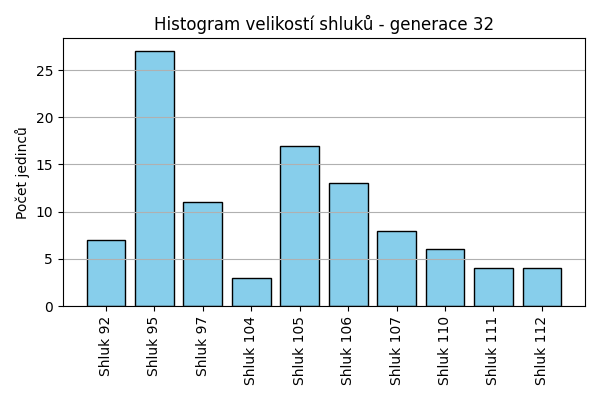 Histogram velikostí shluků - generace 32
Počet jedinců
25
20
15
10
5
0
Shluk 92
Shluk 95
Shluk 97
Shluk 104
Shluk 105
Shluk 106
Shluk 107
Shluk 110
Shluk 111
Shluk 112